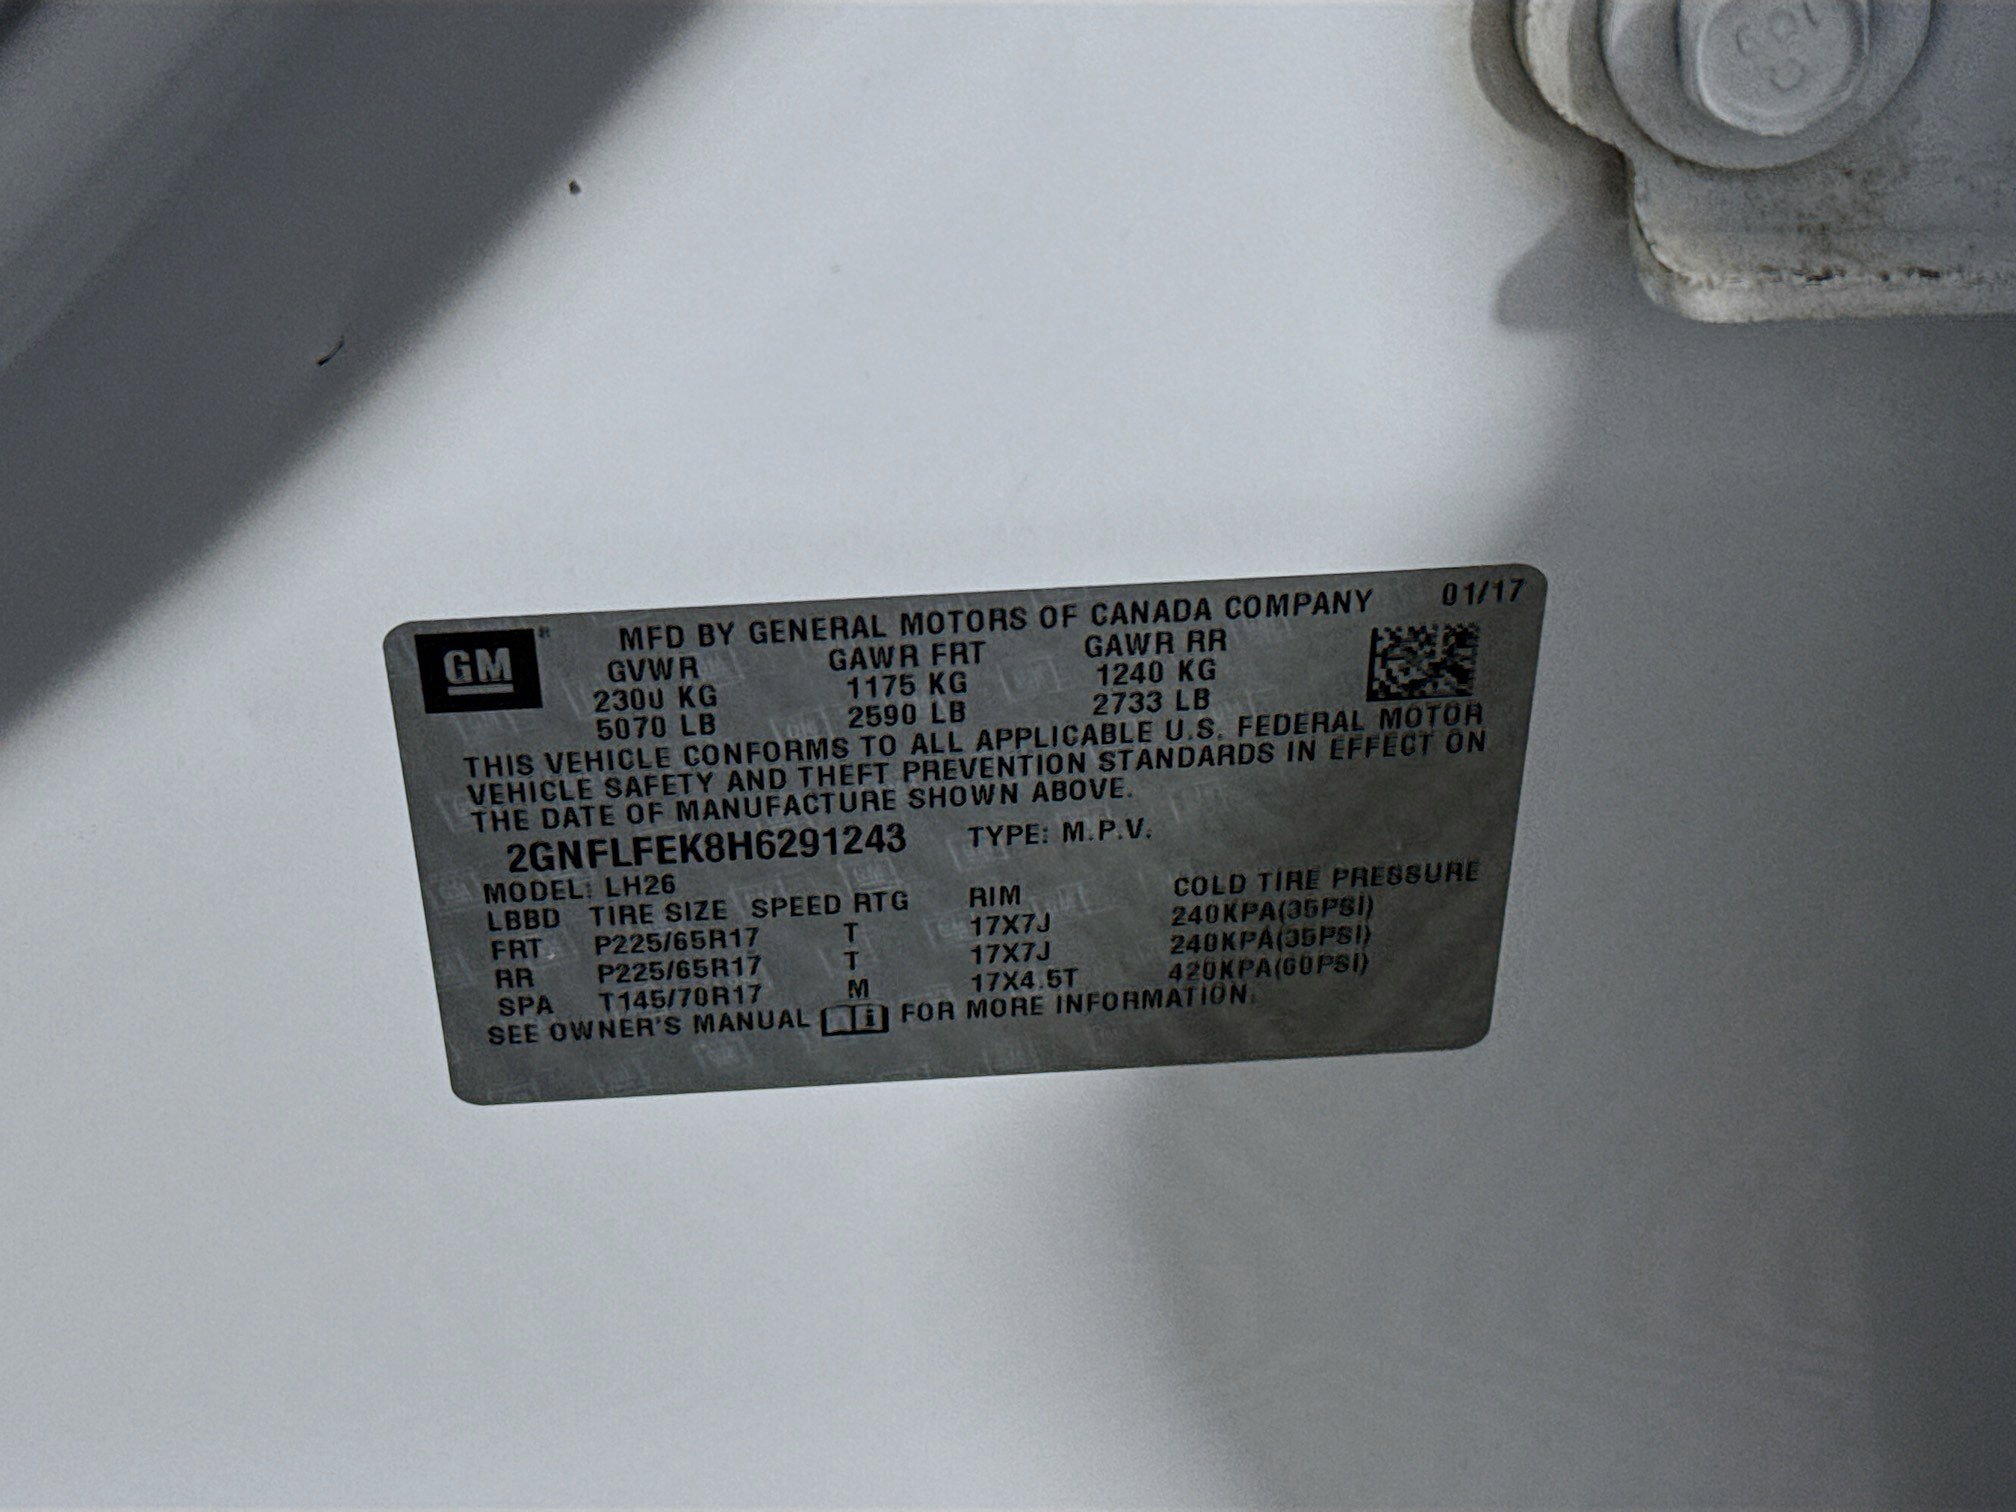 GM
MFD BY GENERAL MOTORS OF CANADA COMPANY 01/17
GVWR GAWR FRT GAWR RR
2300 KG 1175 KG 1240 KG
5070 LB 2590 LB 2733 LB
THIS VEHICLE CONFORMS TO ALL APPLICABLE U.S. FEDERAL MOTOR
VEHICLE SAFETY AND THEFT PREVENTION STANDARDS IN EFFECT ON
THE DATE OF MANUFACTURE SHOWN ABOVE.
2GNFLFEK8H6291243 TYPE: M.P.V.
MODEL: LH26
LBBD TIRE SIZE SPEED RTG RIM COLD TIRE PRESSURE
FRT P225/65R17 T 17X7J 240KPA(35PSI)
RR P225/65R17 T 17X7J 240KPA(35PSI)
SPA T145/70R17 M 17X4.5T 420KPA(60PSI)
SEE OWNER'S MANUAL i FOR MORE INFORMATION.